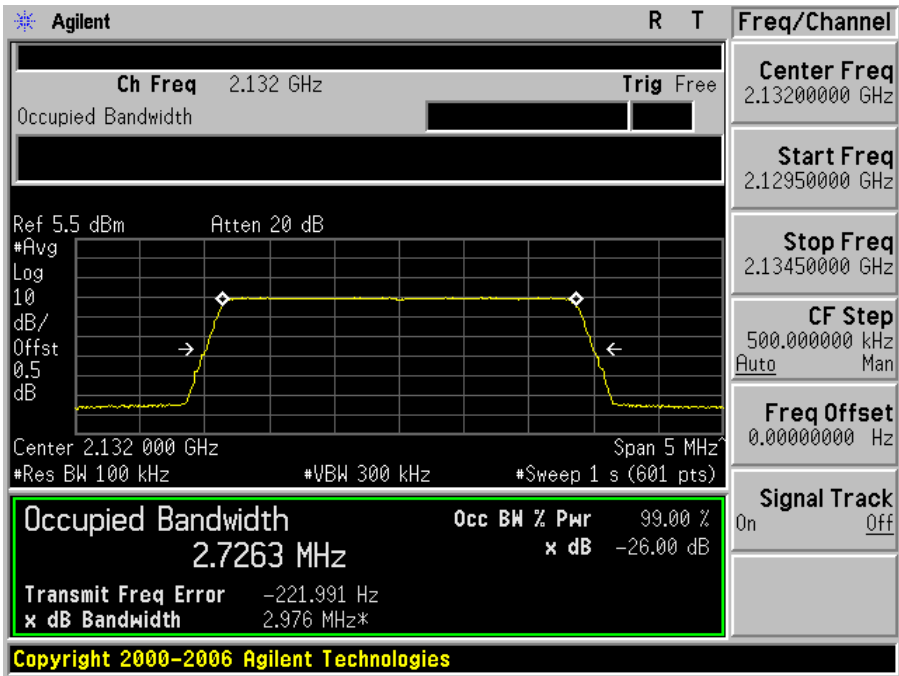 Agilent R T
Freq/Channel
Ch Freq 2.132 GHz Trig Free
Occupied Bandwidth
Center Freq
2.13200000 GHz
Start Freq
2.12950000 GHz
Stop Freq
2.13450000 GHz
CF Step
500.000000 kHz
Auto Man
Freq Offset
0.00000000 Hz
Signal Track
On Off
Ref 5.5 dBm Atten 20 dB
#Avg
Log
10
dB/
Offst
0.5
dB
Center 2.132 000 GHz Span 5 MHz^
#Res BW 100 kHz #VBW 300 kHz #Sweep 1 s (601 pts)
Occupied Bandwidth Occ BW % Pwr 99.00 %
2.7263 MHz x dB -26.00 dB
Transmit Freq Error -221.991 Hz
x dB Bandwidth 2.976 MHz*
Copyright 2000-2006 Agilent Technologies